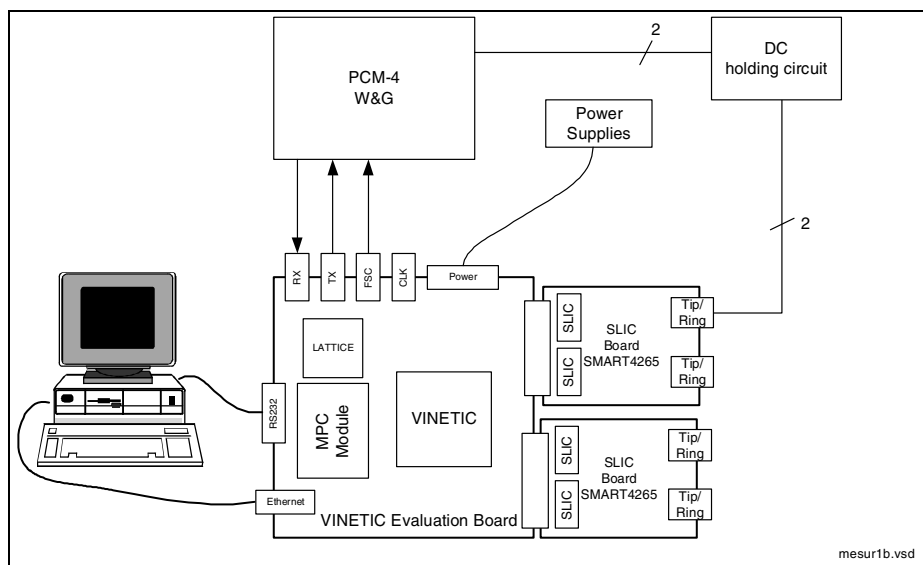 PCM-4
W&G
2
DC
holding circuit
Power
Supplies
2
RX
TX
FSC
CLK
Power
LATTICE
MPC
Module
VINETIC
RS232
Ethernet
VINETIC Evaluation Board
SLIC
SLIC
SLIC
Board
SMART4265
Tip/
Ring
Tip/
Ring
SLIC
SLIC
SLIC
Board
SMART4265
Tip/
Ring
Tip/
Ring
mesur1b.vsd